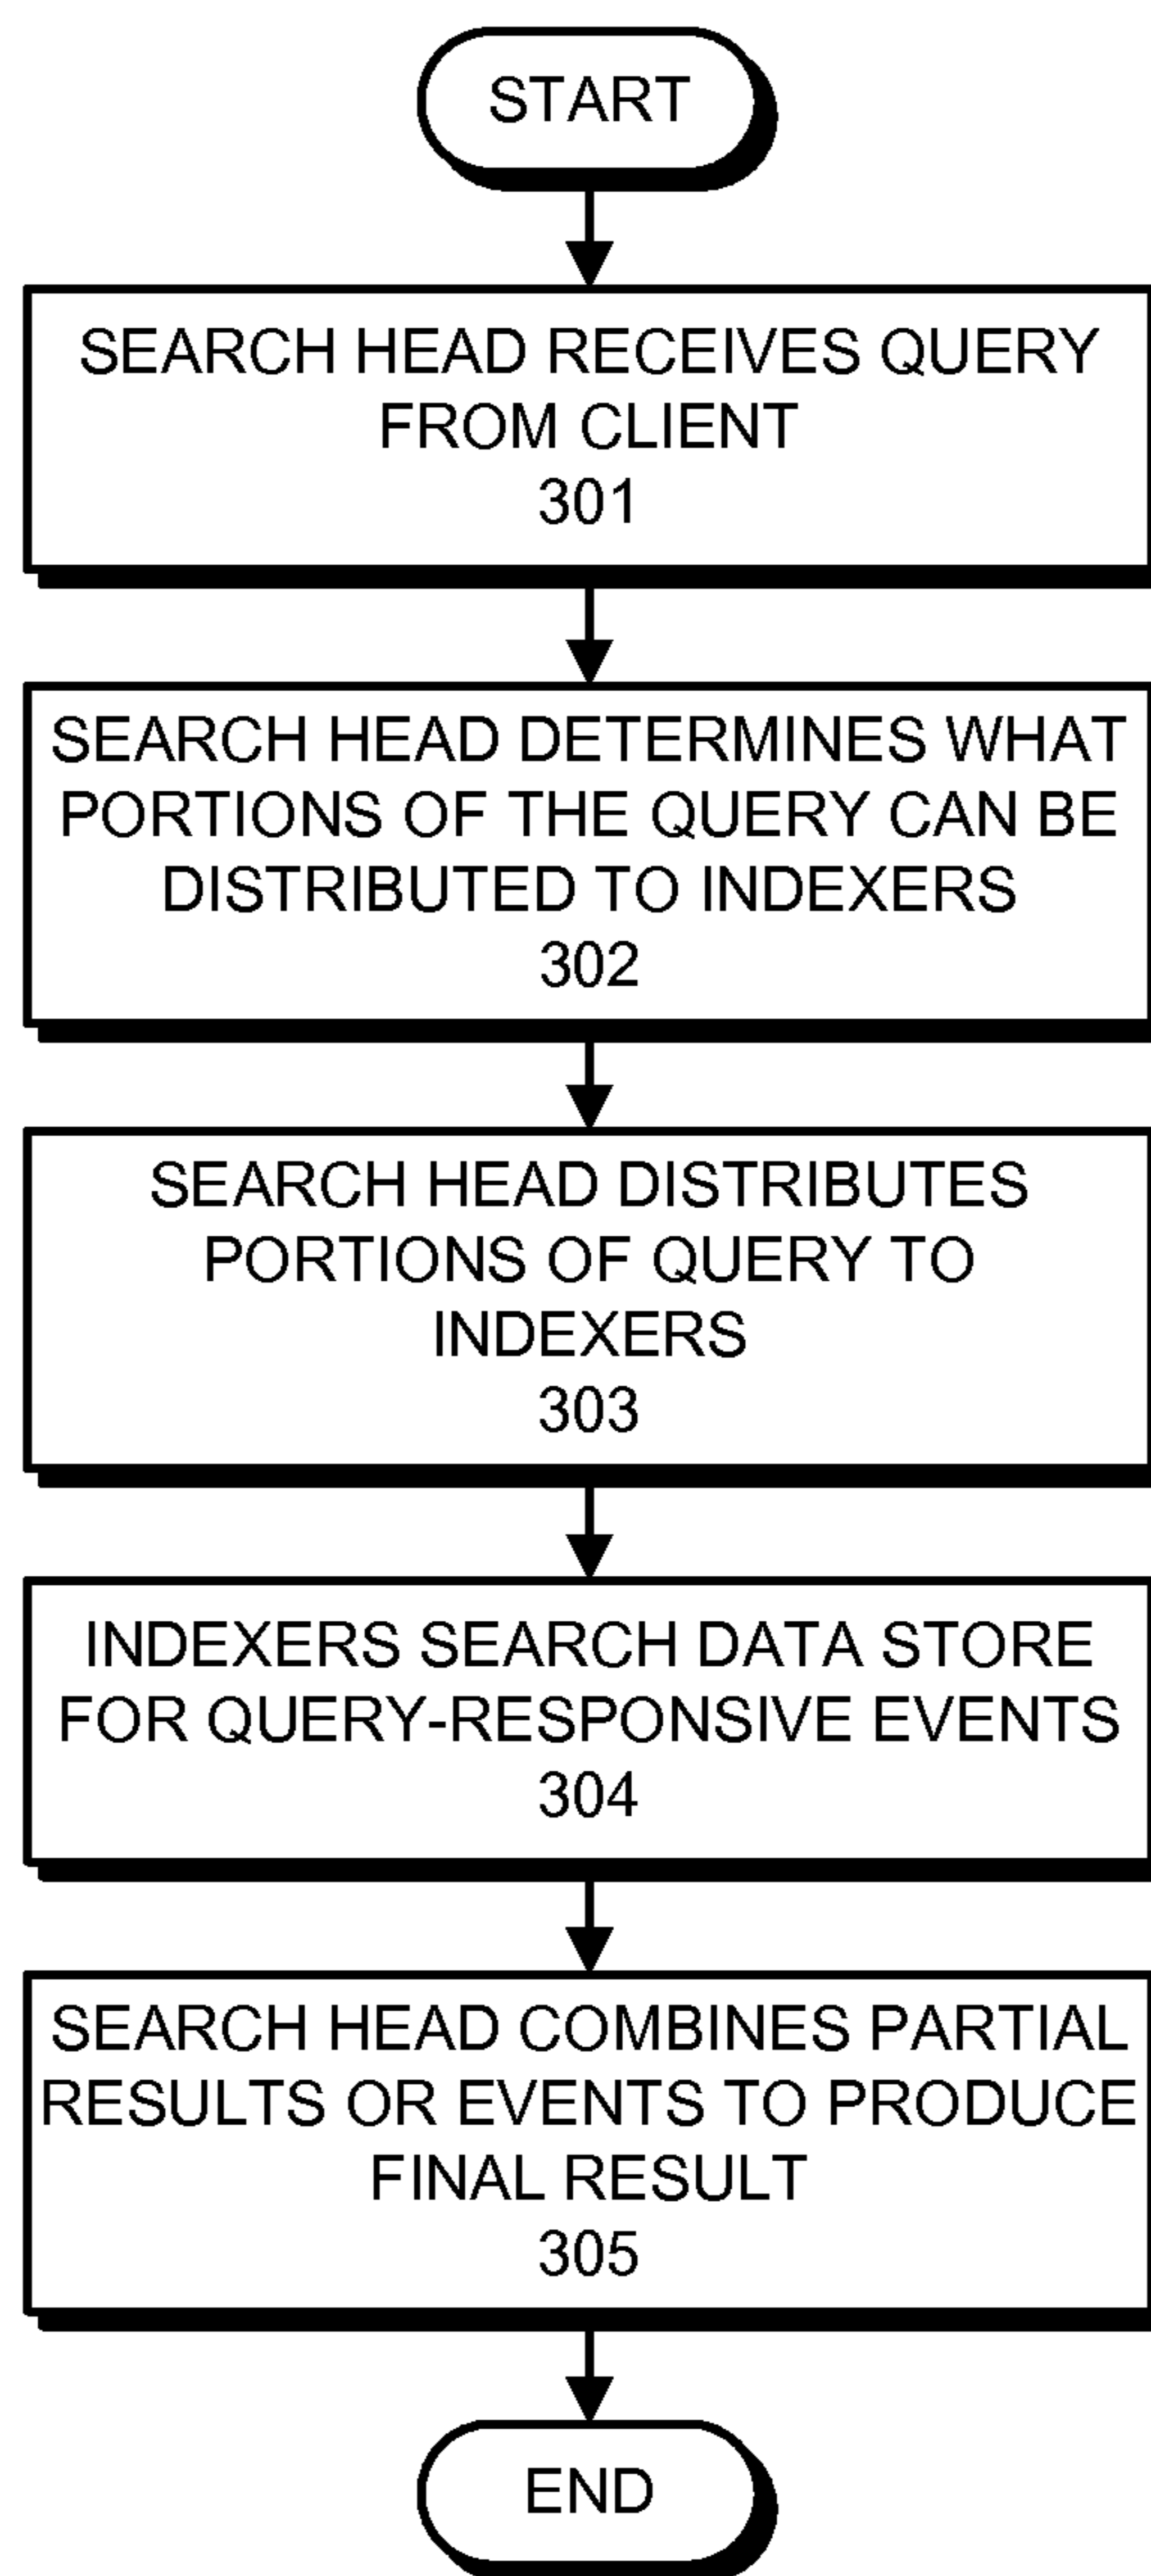 START
SEARCH HEAD RECEIVES QUERY
FROM CLIENT
301
SEARCH HEAD DETERMINES WHAT
PORTIONS OF THE QUERY CAN BE
DISTRIBUTED TO INDEXERS
302
SEARCH HEAD DISTRIBUTES
PORTIONS OF QUERY TO
INDEXERS
303
INDEXERS SEARCH DATA STORE
FOR QUERY-RESPONSIVE EVENTS
304
SEARCH HEAD COMBINES PARTIAL
RESULTS OR EVENTS TO PRODUCE
FINAL RESULT
305
END